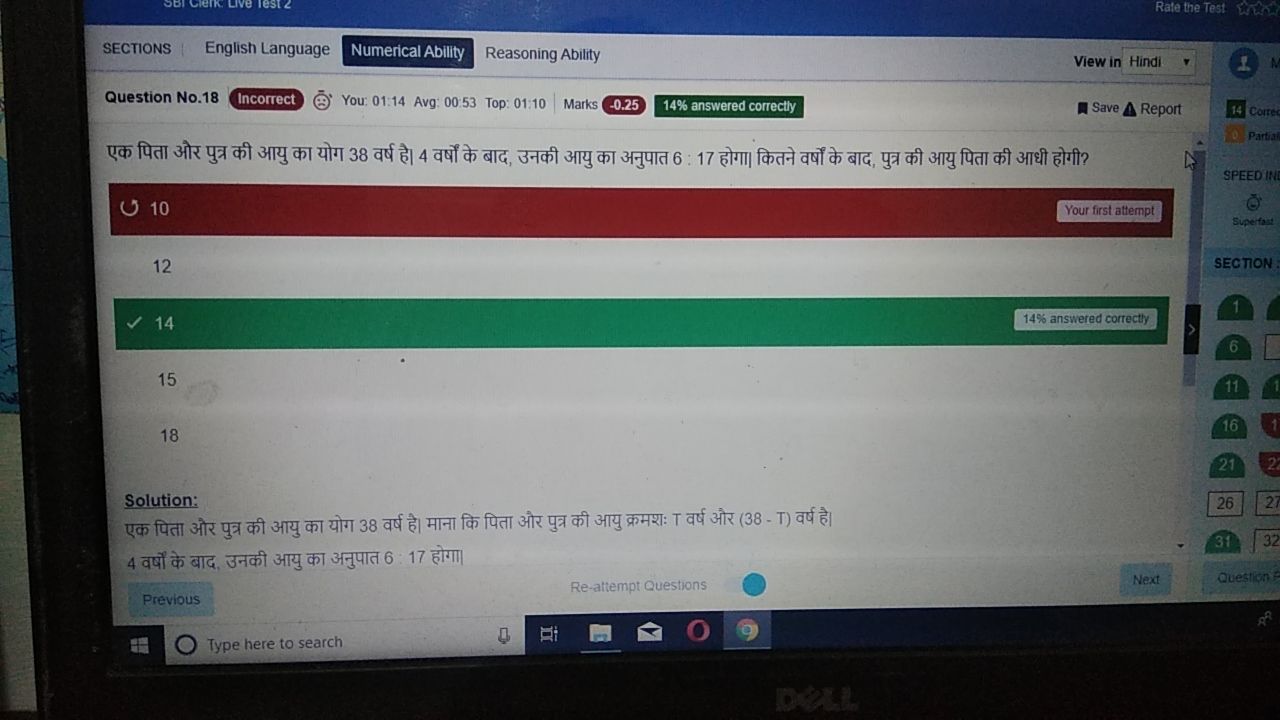 SBI Clerk: Live Test 2
Rate the Test
SECTIONS English Language Numerical Ability Reasoning Ability
View in Hindi
Question No.18 Incorrect You: 01:14 Avg: 00:53 Top: 01:10 Marks -0.25 14% answered correctly
Save Report
14
0
एक पिता और पुत्र की आयु का योग 38 वर्ष है| 4 वर्षों के बाद, उनकी आयु का अनुपात 6 : 17 होगा| कितने वर्षों के बाद, पुत्र की आयु पिता की आधी होगी?
10 Your first attempt
12
14 14% answered correctly
15
18
SPEED
Superfast
SECTION :
1
6
11
16
21
26 27
31 32
Solution:
एक पिता और पुत्र की आयु का योग 38 वर्ष है| माना कि पिता और पुत्र की आयु क्रमशः T वर्ष और (38 - T) वर्ष है|
4 वर्षों के बाद, उनकी आयु का अनुपात 6 : 17 होगा|
Previous
Re-attempt Questions
Next
Question
Type here to search
DELL